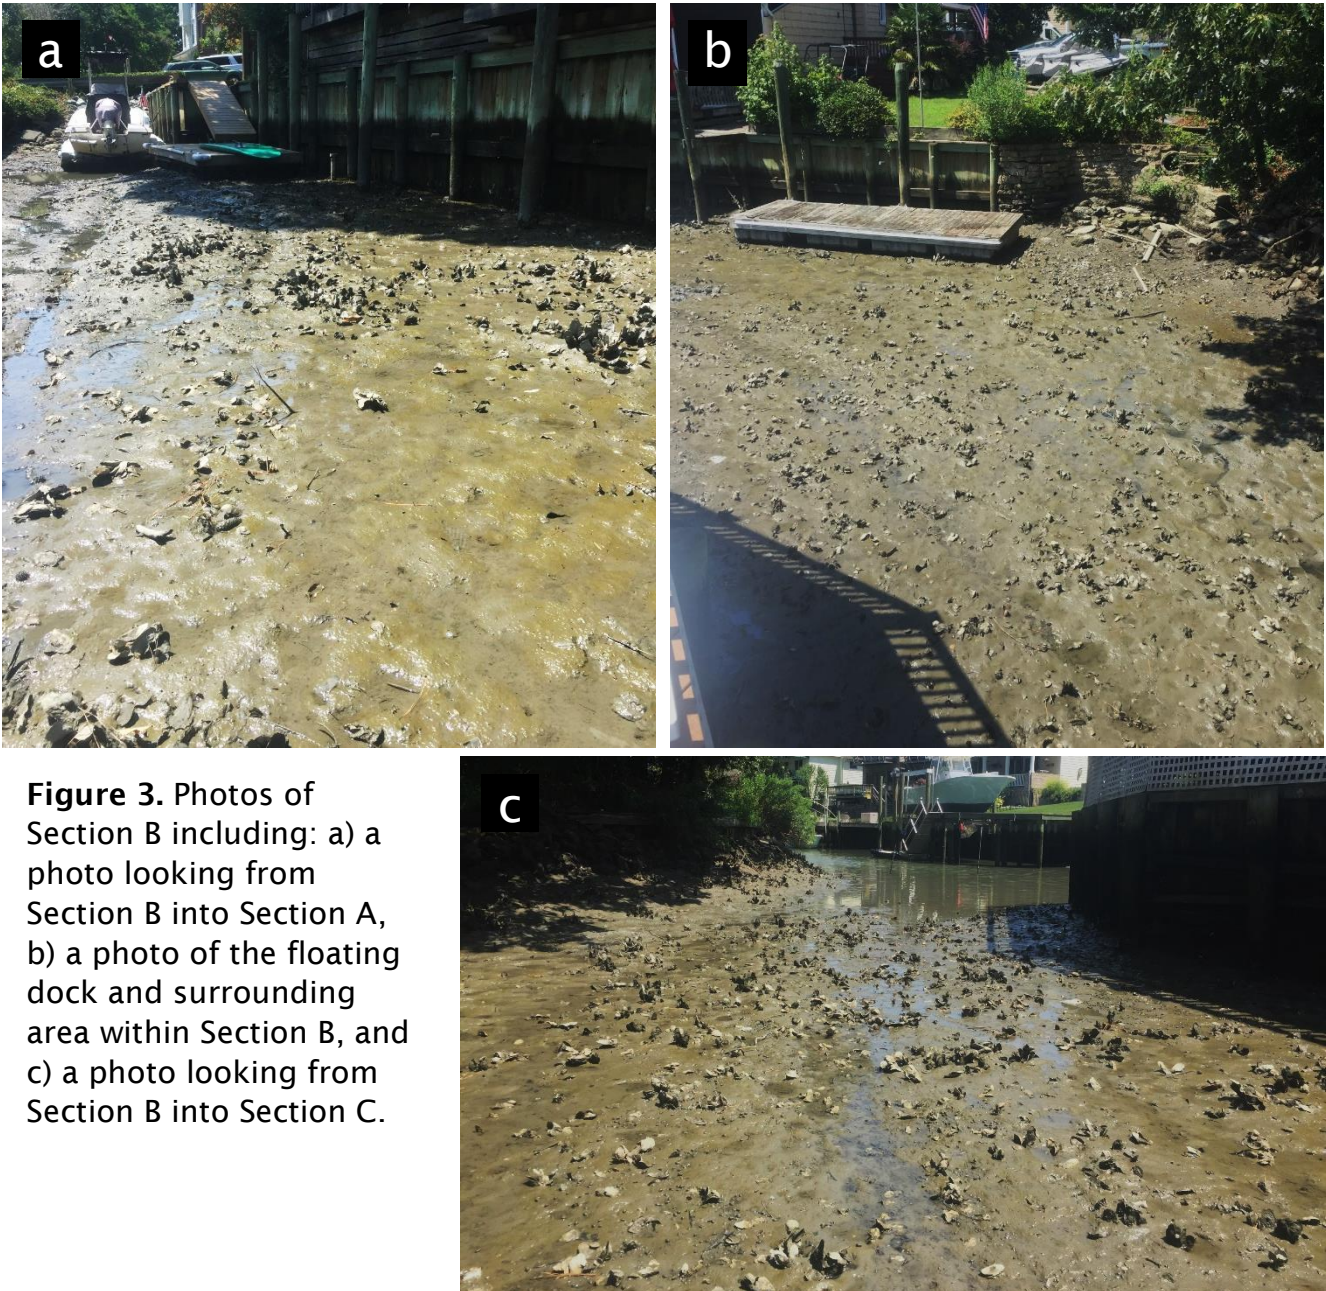 a
b
c
Figure 3. Photos of
Section B including: a) a
photo looking from
Section B into Section A,
b) a photo of the floating
dock and surrounding
area within Section B, and
c) a photo looking from
Section B into Section C.